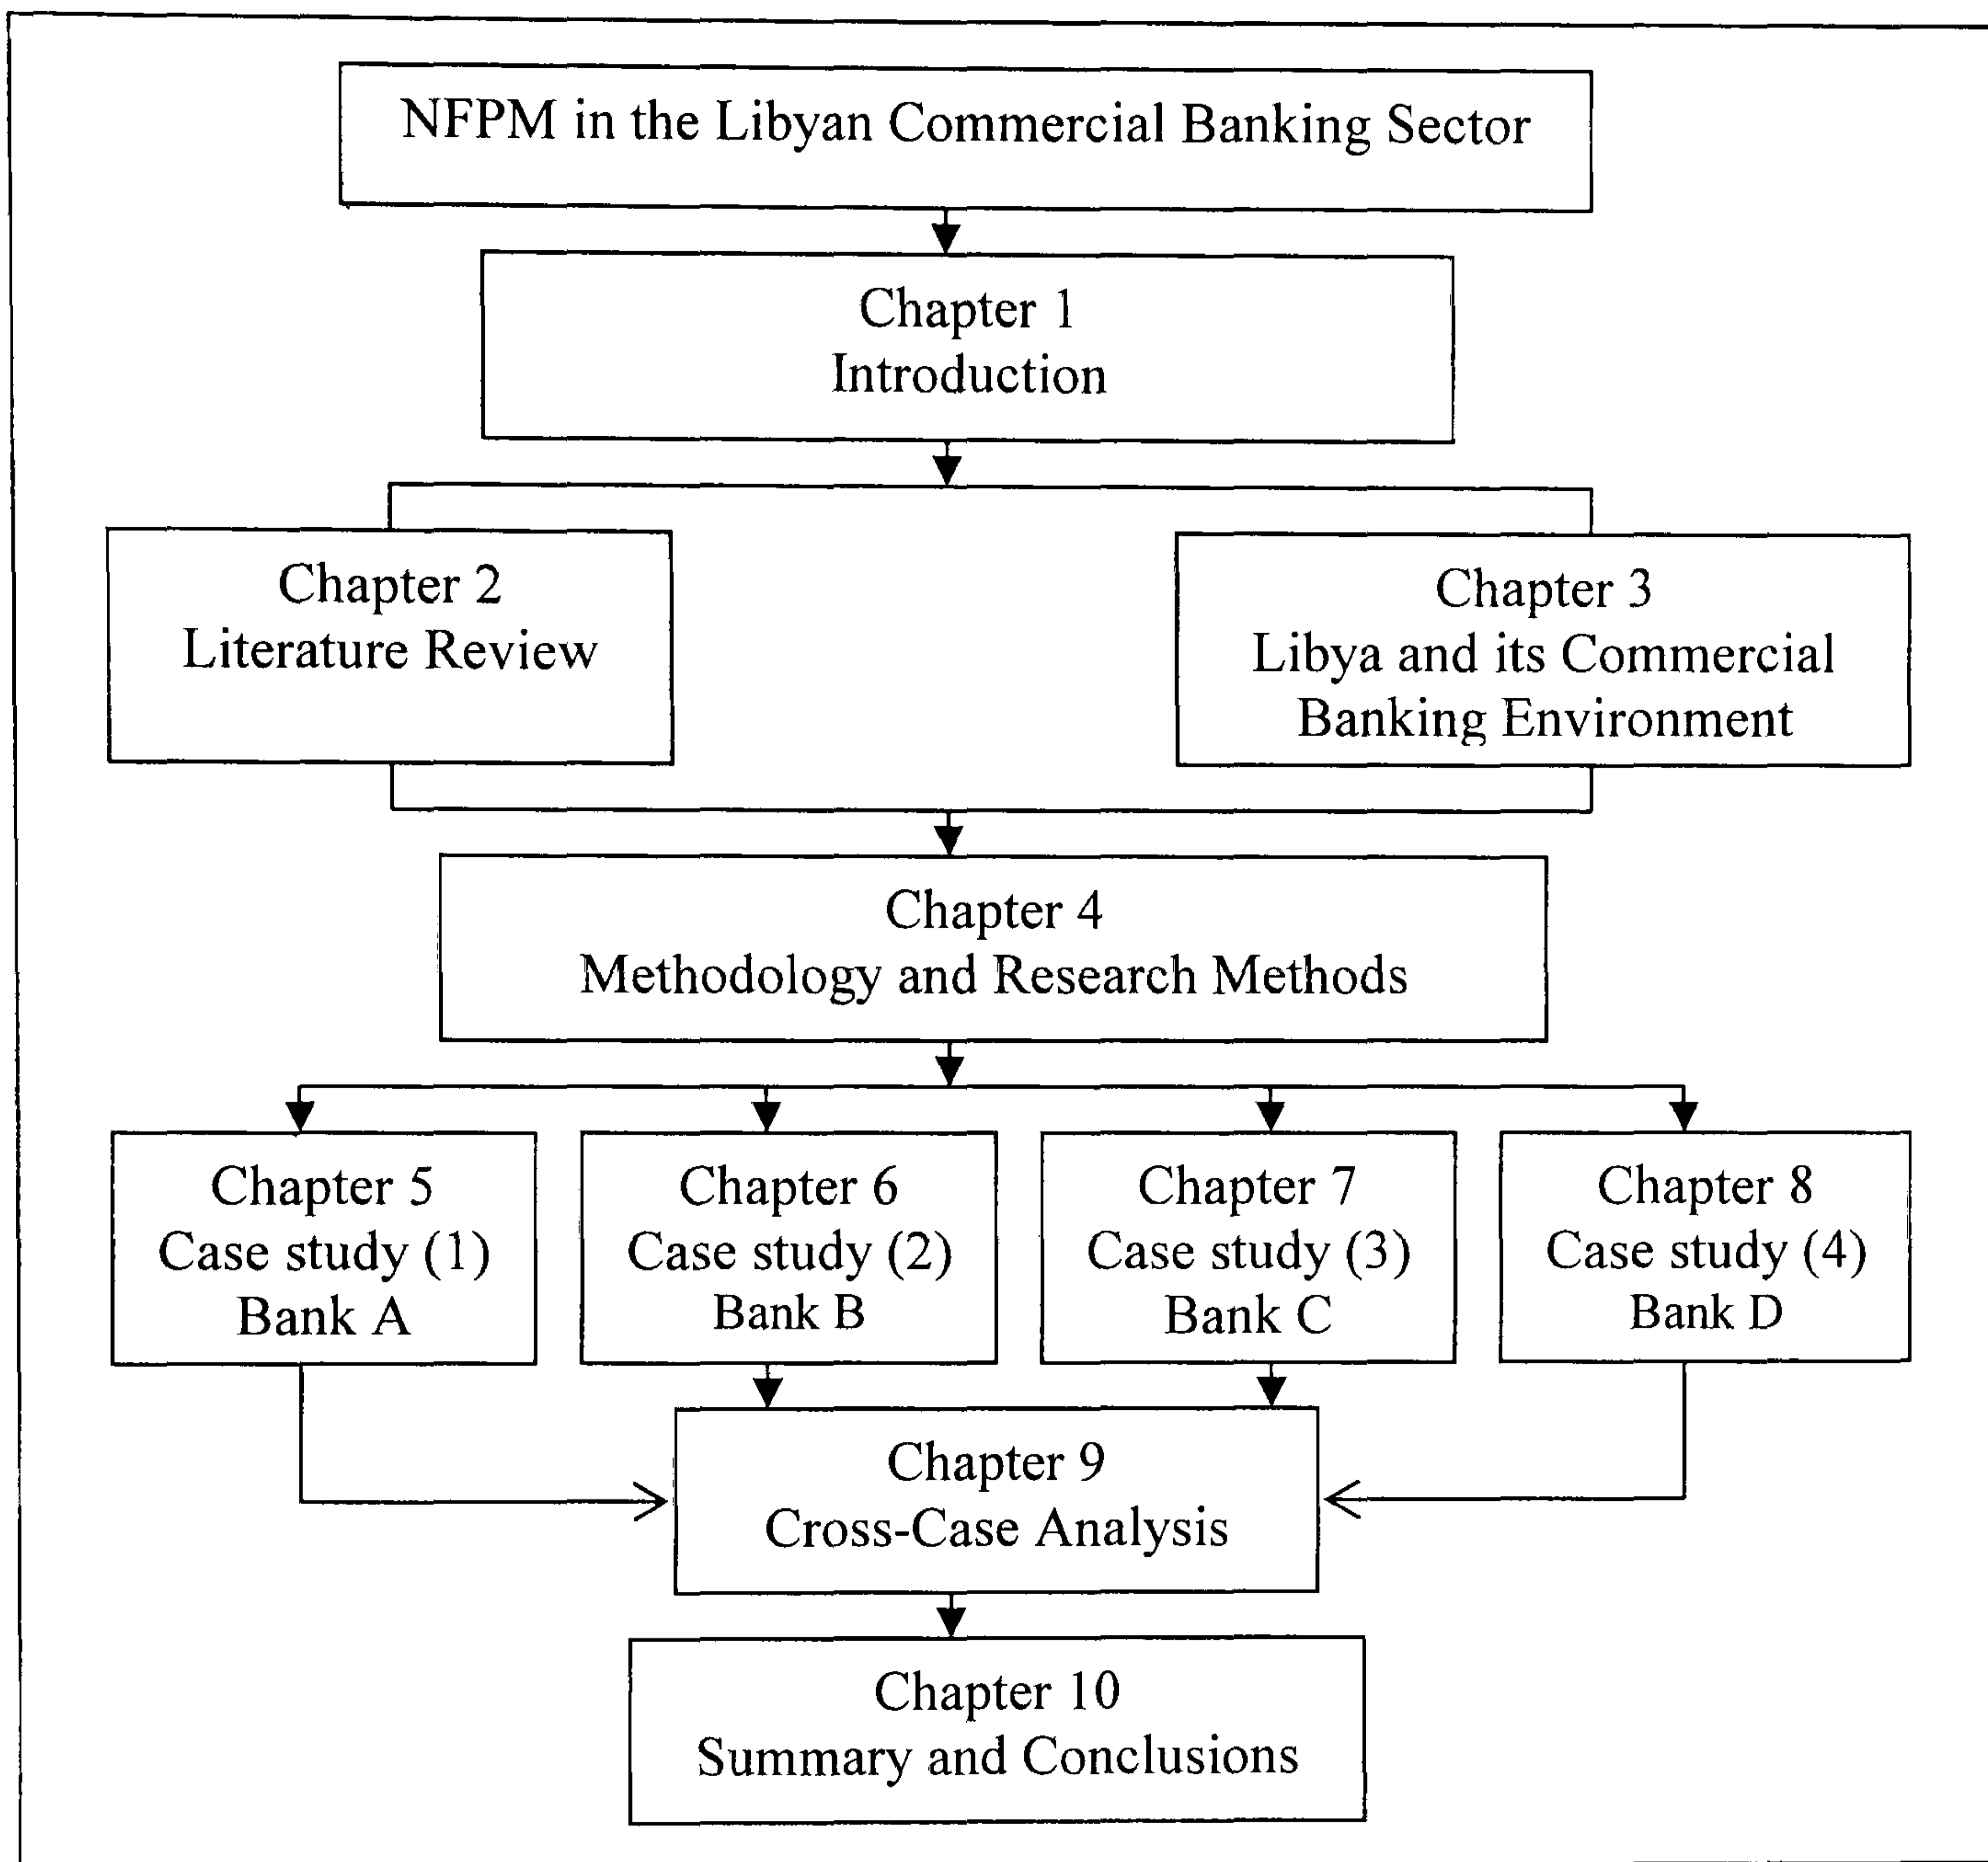 NFPM in the Libyan Commercial Banking Sector
Chapter 1
Introduction
Chapter 2
Literature Review
Chapter 3
Libya and its Commercial
Banking Environment
Chapter 4
Methodology and Research Methods
Chapter 5
Case study (1)
Bank A
Chapter 6
Case study (2)
Bank B
Chapter 7
Case study (3)
Bank C
Chapter 8
Case study (4)
Bank D
Chapter 9
Cross-Case Analysis
Chapter 10
Summary and Conclusions